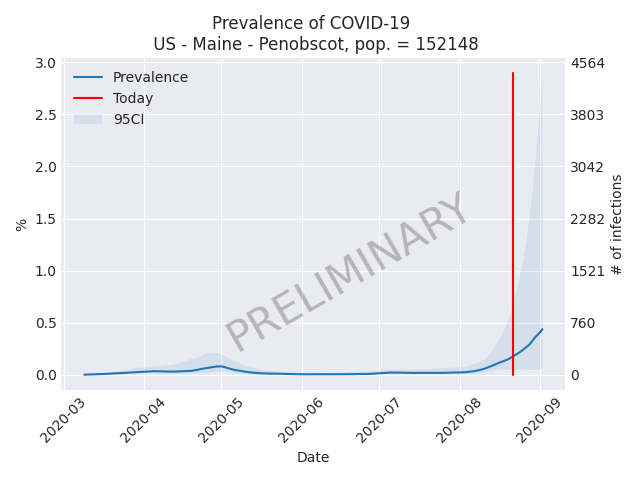 Prevalence of COVID-19
US - Maine - Penobscot, pop. = 152148
Prevalence
Today
95CI
3.0
2.5
2.0
1.5
1.0
0.5
0.0
%
4564
3803
3042
2282
1521
760
0
# of infections
PRELIMINARY
2020-03
2020-04
2020-05
2020-06
2020-07
2020-08
2020-09
Date